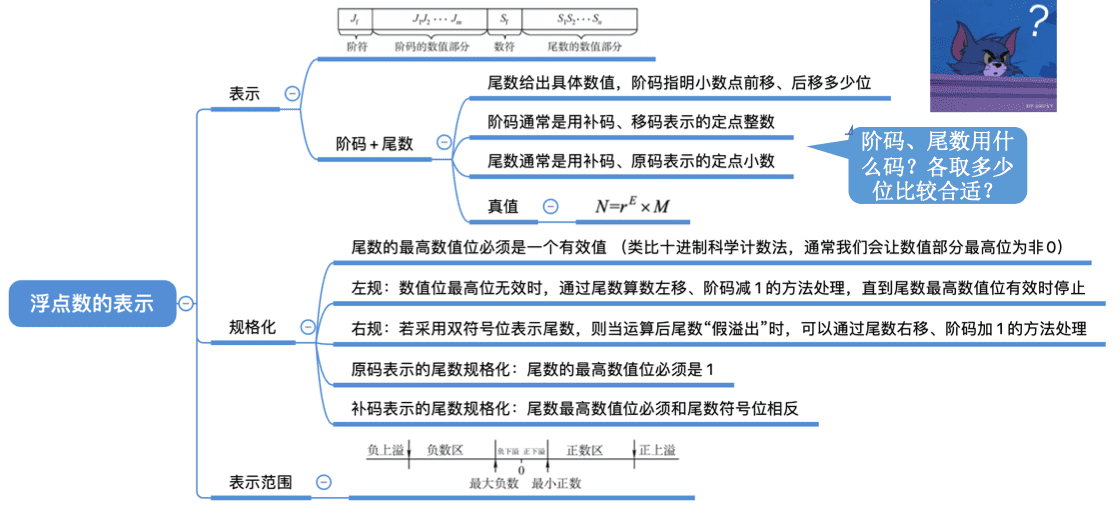 Jf J1J2 ··· Jm Sf S1S2 ··· Sn
阶符 阶码的数值部分 数符 尾数的数值部分
?
表示
尾数给出具体数值，阶码指明小数点前移、后移多少位
阶码通常是用补码、移码表示的定点整数
阶码＋尾数
尾数通常是用补码、原码表示的定点小数
真值 N=r^E×M
阶码、尾数用什
么码？各取多少
位比较合适？
浮点数的表示
尾数的最高数值位必须是一个有效值 （类比十进制科学计数法，通常我们会让数值部分最高位为非0）
左规：数值位最高位无效时，通过尾数算数左移、阶码减1的方法处理，直到尾数最高数值位有效时停止
规格化
右规：若采用双符号位表示尾数，则当运算后尾数“假溢出”时，可以通过尾数右移、阶码加1的方法处理
原码表示的尾数规格化：尾数的最高数值位必须是1
补码表示的尾数规格化：尾数最高数值位必须和尾数符号位相反
负上溢 负数区 负下溢 正下溢 正数区 正上溢
0
表示范围
最大负数 最小正数